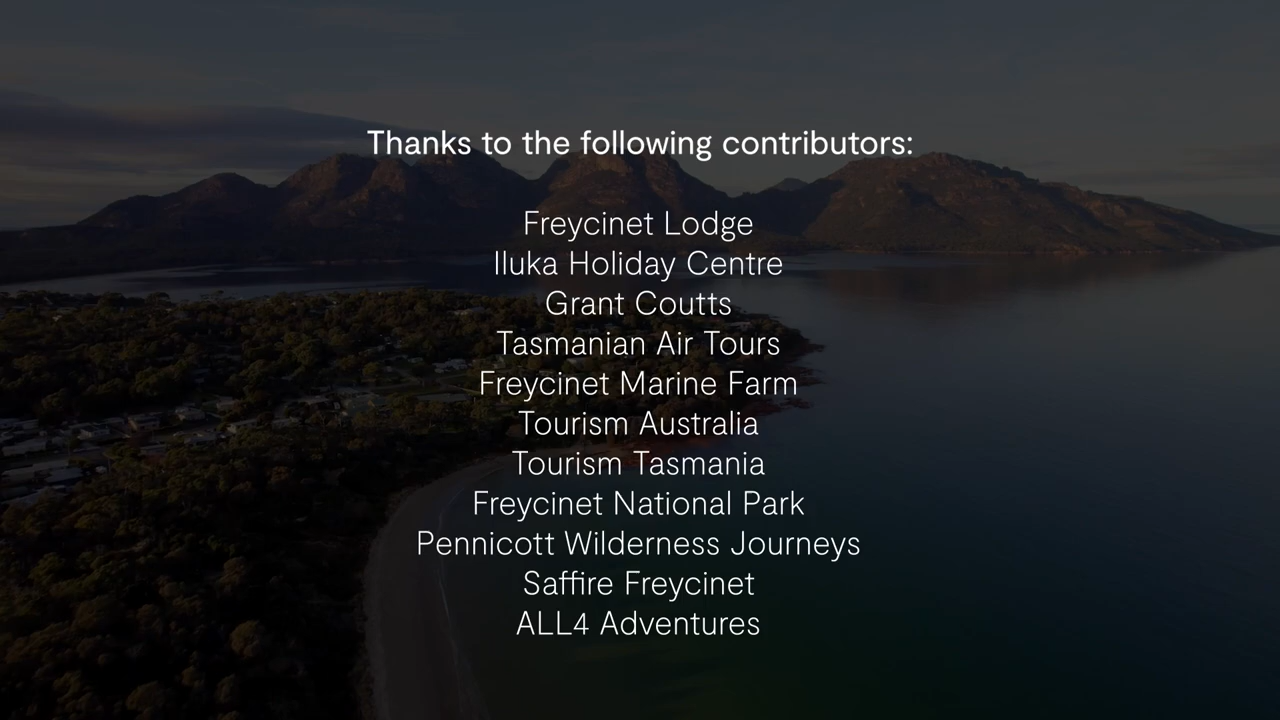 Thanks to the following contributors:
Freycinet Lodge
Iluka Holiday Centre
Grant Coutts
Tasmanian Air Tours
Freycinet Marine Farm
Tourism Australia
Tourism Tasmania
Freycinet National Park
Pennicott Wilderness Journeys
Saffire Freycinet
ALL4 Adventures